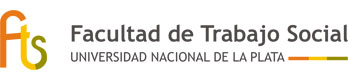 fts
Facultad de Trabajo Social
UNIVERSIDAD NACIONAL DE LA PLATA